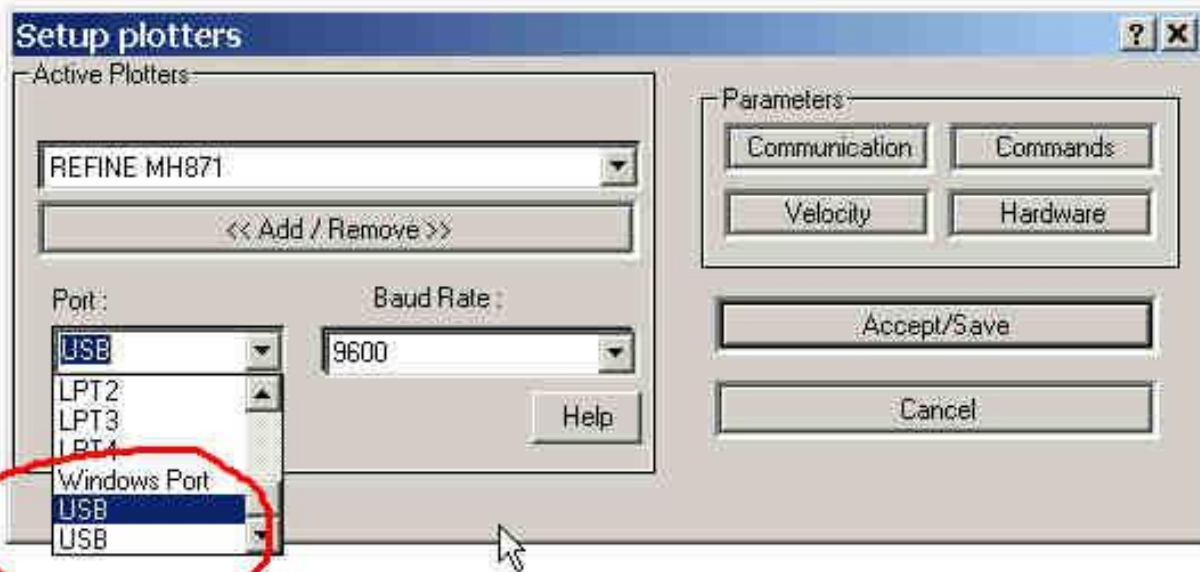 Setup plotters
? X
Active Plotters
REFINE MH871
<< Add / Remove >>
Port :
Baud Rate :
USB
9600
LPT2
LPT3
LPT4
Windows Port
USB
USB
Help
Parameters
Communication
Commands
Velocity
Hardware
Accept/Save
Cancel